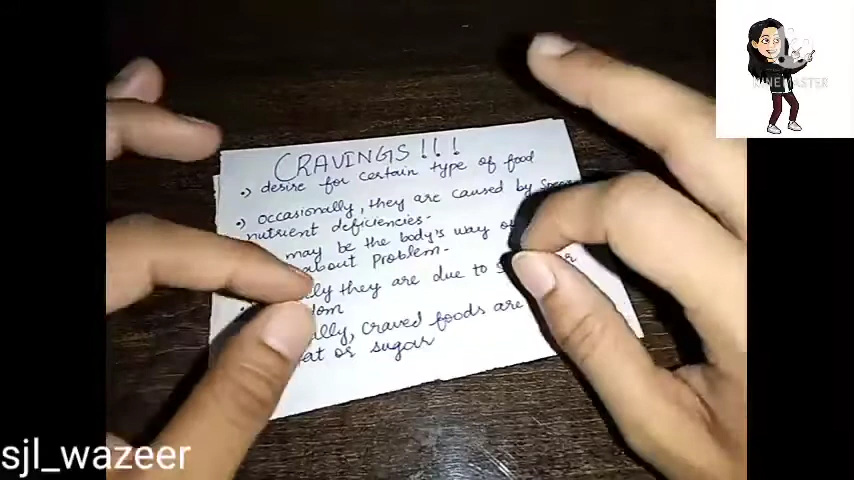 CRAVINGS!!!
•) desire for certain type of food
•) occasionally, they are caused by
nutrient deficiencies.
may be the body's way
about problem.
they are due to
craved foods are
or sugar
KINEMASTER
sjl_wazeer